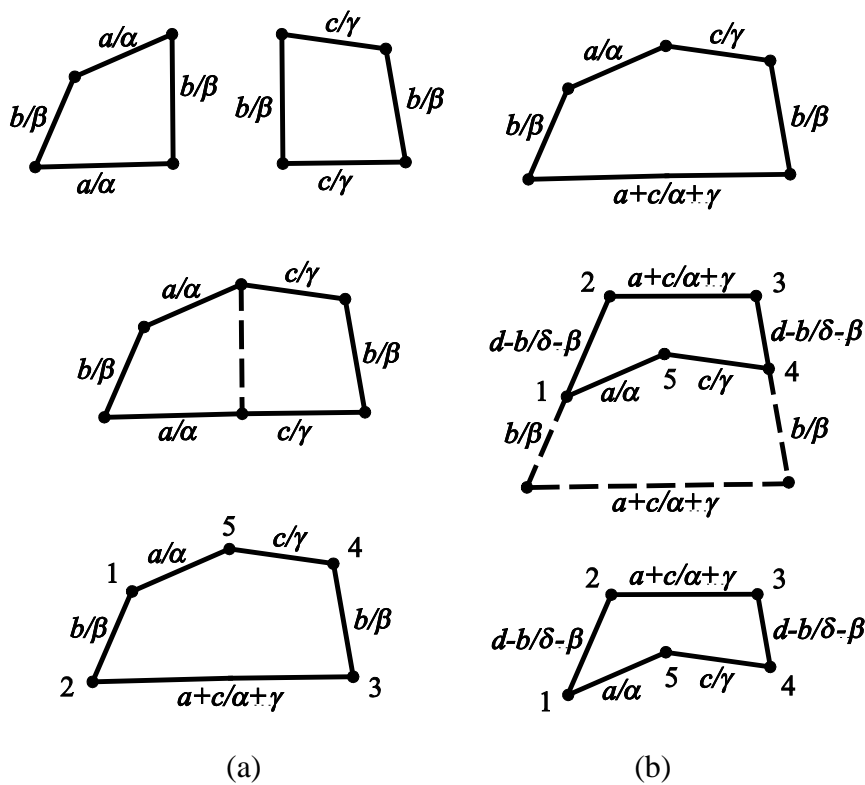 a/α
b/β
b/β
a/α
c/γ
b/β
b/β
c/γ
a/α
c/γ
b/β
b/β
a/α
c/γ
5
a/α
c/γ
1
4
b/β
b/β
2
3
a+c/α+γ
(a)
a/α
c/γ
b/β
b/β
a+c/α+γ
2
a+c/α+γ
3
d-b/δ-β
d-b/δ-β
5
1
a/α
c/γ
4
b/β
b/β
a+c/α+γ
2
a+c/α+γ
3
d-b/δ-β
d-b/δ-β
5
1
a/α
c/γ
4
(b)